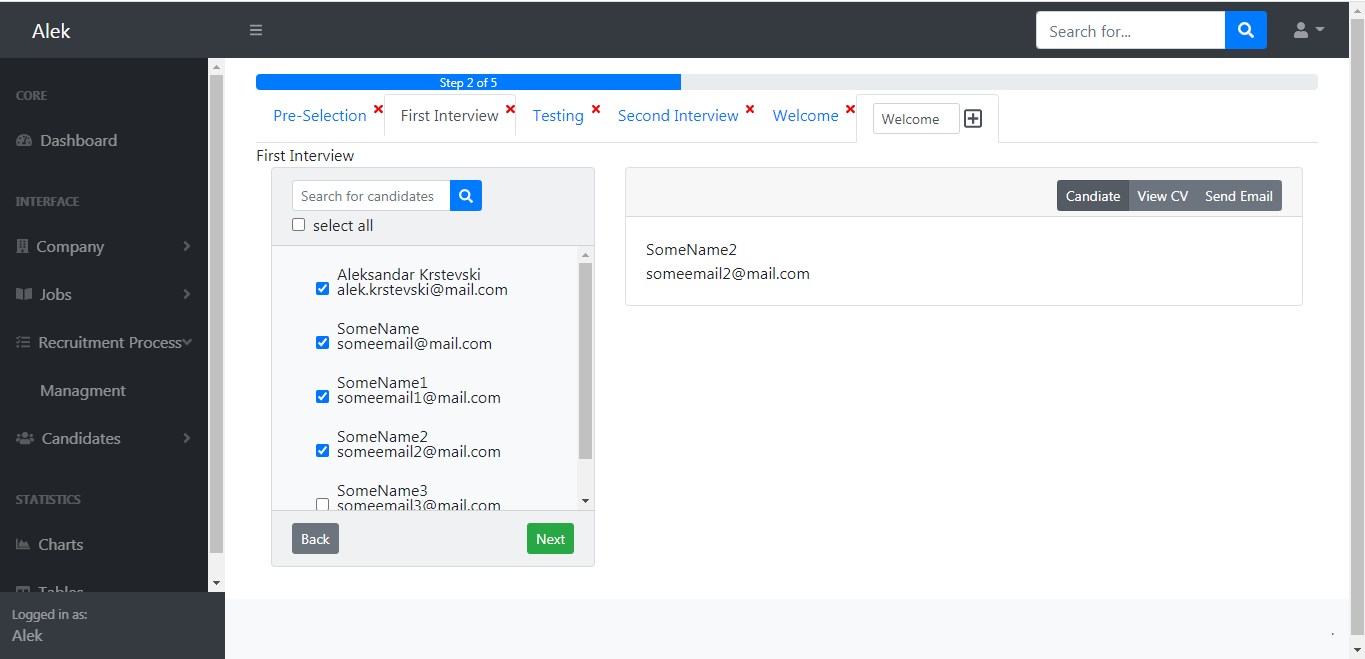 Alek
Search for...
CORE
Dashboard
INTERFACE
Company
Jobs
Recruitment Process
Managment
Candidates
STATISTICS
Charts
Tables
Logged in as:
Alek
Step 2 of 5
Pre-Selection
First Interview
Testing
Second Interview
Welcome
Welcome
First Interview
Search for candidates
select all
Aleksandar Krstevski
alek.krstevski@mail.com
SomeName
someemail@mail.com
SomeName1
someemail1@mail.com
SomeName2
someemail2@mail.com
SomeName3
someemail3@mail.com
Back
Next
Candiate
View CV
Send Email
SomeName2
someemail2@mail.com